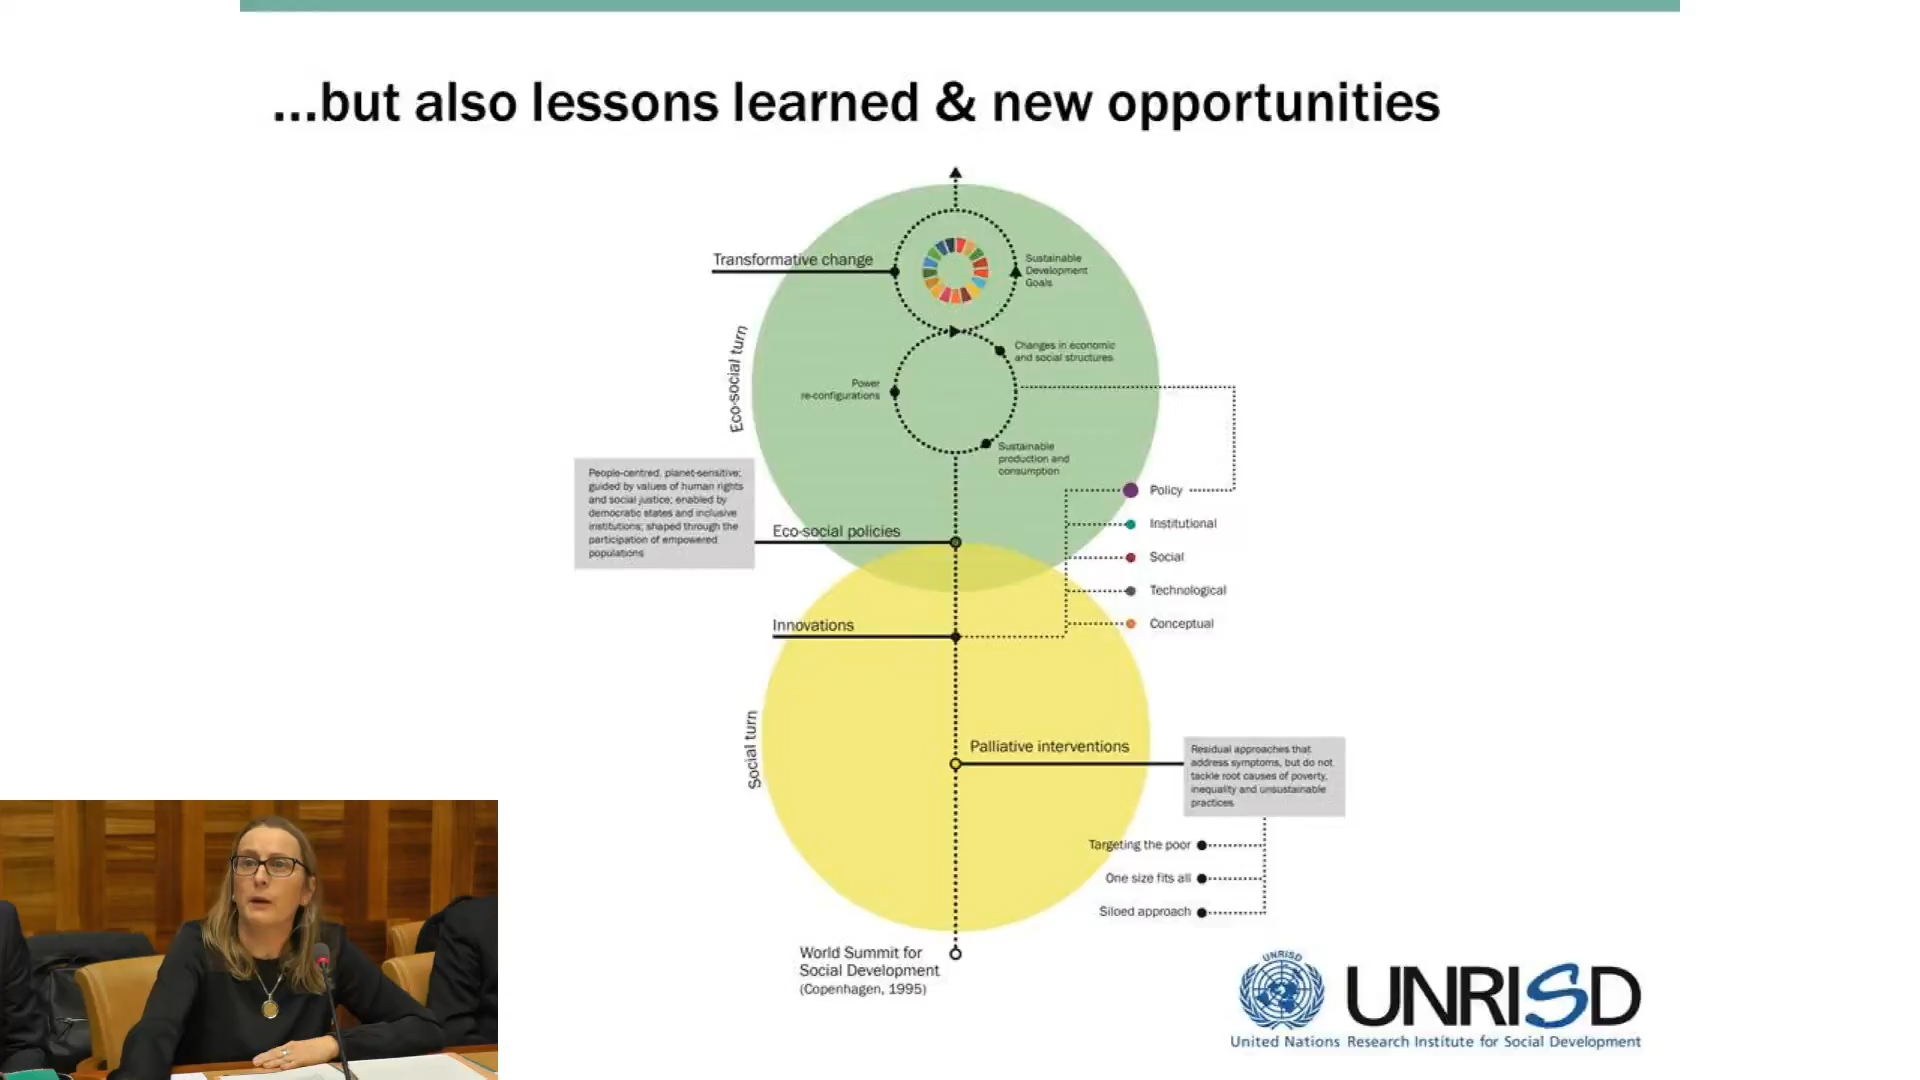 ...but also lessons learned & new opportunities
Transformative change
Sustainable
Development
Goals
Eco-social turn
Changes in economic
and social structures
Power
re-configurations
Sustainable
production and
consumption
People-centred, planet-sensitive;
guided by values of human rights
and social justice; enabled by
democratic states and inclusive
institutions; shaped through the
participation of empowered
populations
Eco-social policies
Policy
Institutional
Social
Technological
Conceptual
Innovations
Social turn
Palliative interventions
Residual approaches that
address symptoms, but do not
tackle root causes of poverty,
inequality and unsustainable
practices
Targeting the poor
One size fits all
Siloed approach
World Summit for
Social Development
(Copenhagen, 1995)
UNRISD
UNRISD
United Nations Research Institute for Social Development